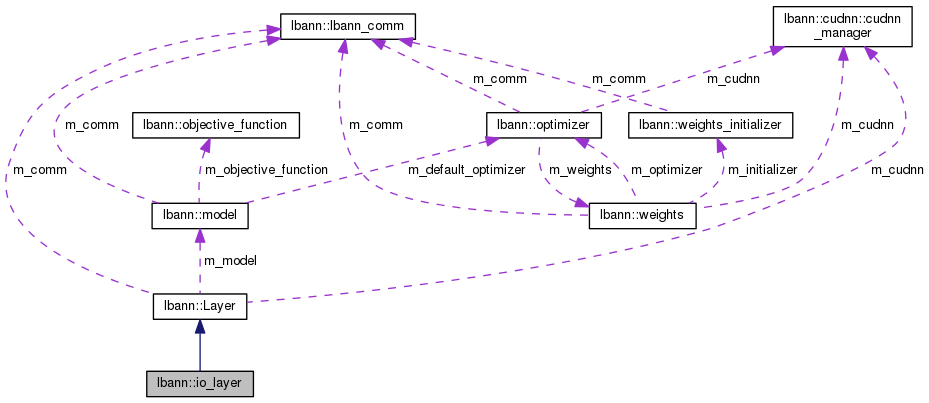 lbann::lbann_comm
lbann::cudnn::cudnn
_manager
m_comm
m_comm
m_cudnn
m_comm
lbann::objective_function
m_comm
lbann::optimizer
lbann::weights_initializer
m_cudnn
m_comm
m_objective_function
m_default_optimizer
m_weights
m_optimizer
m_initializer
m_cudnn
lbann::model
lbann::weights
m_model
lbann::Layer
lbann::io_layer